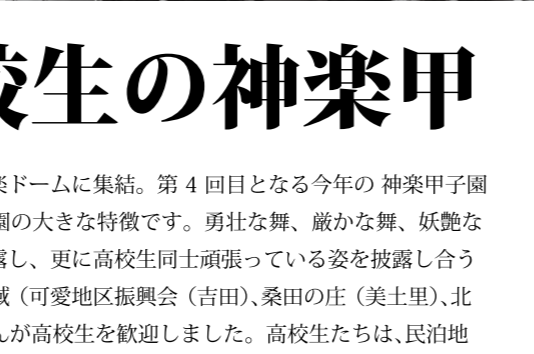 校生の神楽甲
楽ドームに集結。第 4 回目となる今年の 神楽甲子園
園の大きな特徴です。勇壮な舞、厳かな舞、妖艶な
露し、更に高校生同士頑張っている姿を披露し合う
域（可愛地区振興会（吉田）、桑田の庄（美土里）、北
んが高校生を歓迎しました。高校生たちは、民泊地